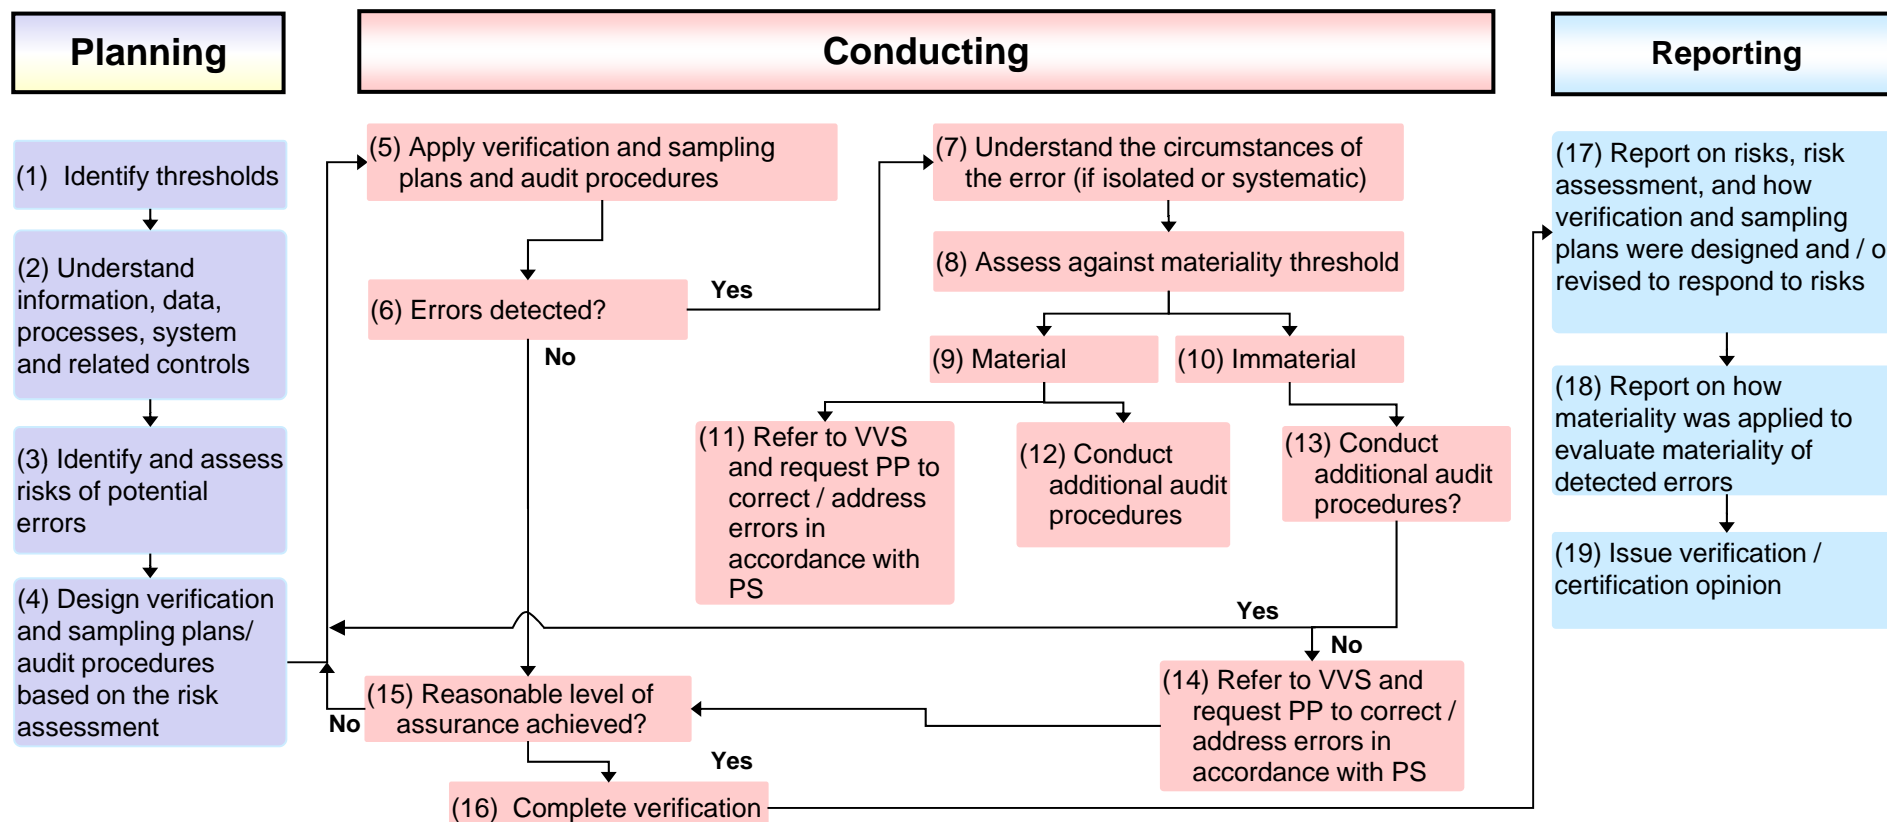 Planning
Conducting
Reporting
(1) Identify thresholds
(2) Understand
information, data,
processes, system
and related controls
(3) Identify and assess
risks of potential
errors
(4) Design verification
and sampling plans/
audit procedures
based on the risk
assessment
(5) Apply verification and sampling
plans and audit procedures
(6) Errors detected?
Yes
No
(7) Understand the circumstances of
the error (if isolated or systematic)
(8) Assess against materiality threshold
(9) Material
(10) Immaterial
(11) Refer to VVS
and request PP to
correct / address
errors in
accordance with
PS
(12) Conduct
additional audit
procedures
(13) Conduct
additional audit
procedures?
Yes
No
(14) Refer to VVS and
request PP to correct /
address errors in
accordance with PS
(15) Reasonable level of
assurance achieved?
No
Yes
(16) Complete verification
(17) Report on risks, risk
assessment, and how
verification and sampling
plans were designed and / o
revised to respond to risks
(18) Report on how
materiality was applied to
evaluate materiality of
detected errors
(19) Issue verification /
certification opinion